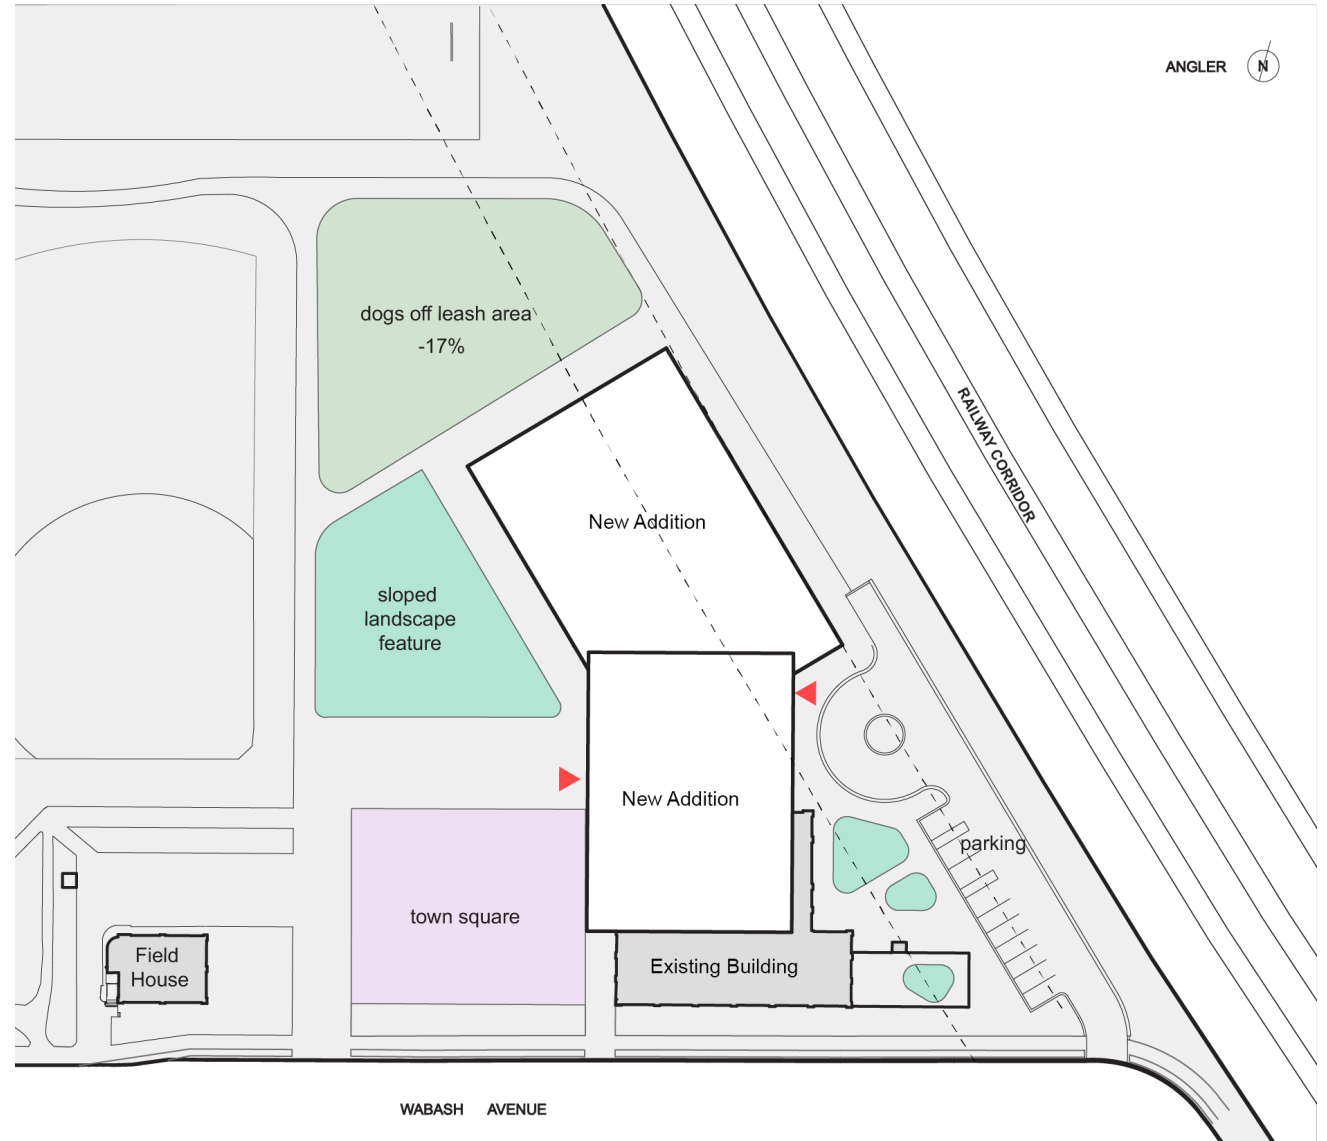 ANGLER N
dogs off leash area
-17%
RAILWAY CORRIDOR
New Addition
sloped
landscape
feature
New Addition
parking
town square
Field
House
Existing Building
WABASH AVENUE